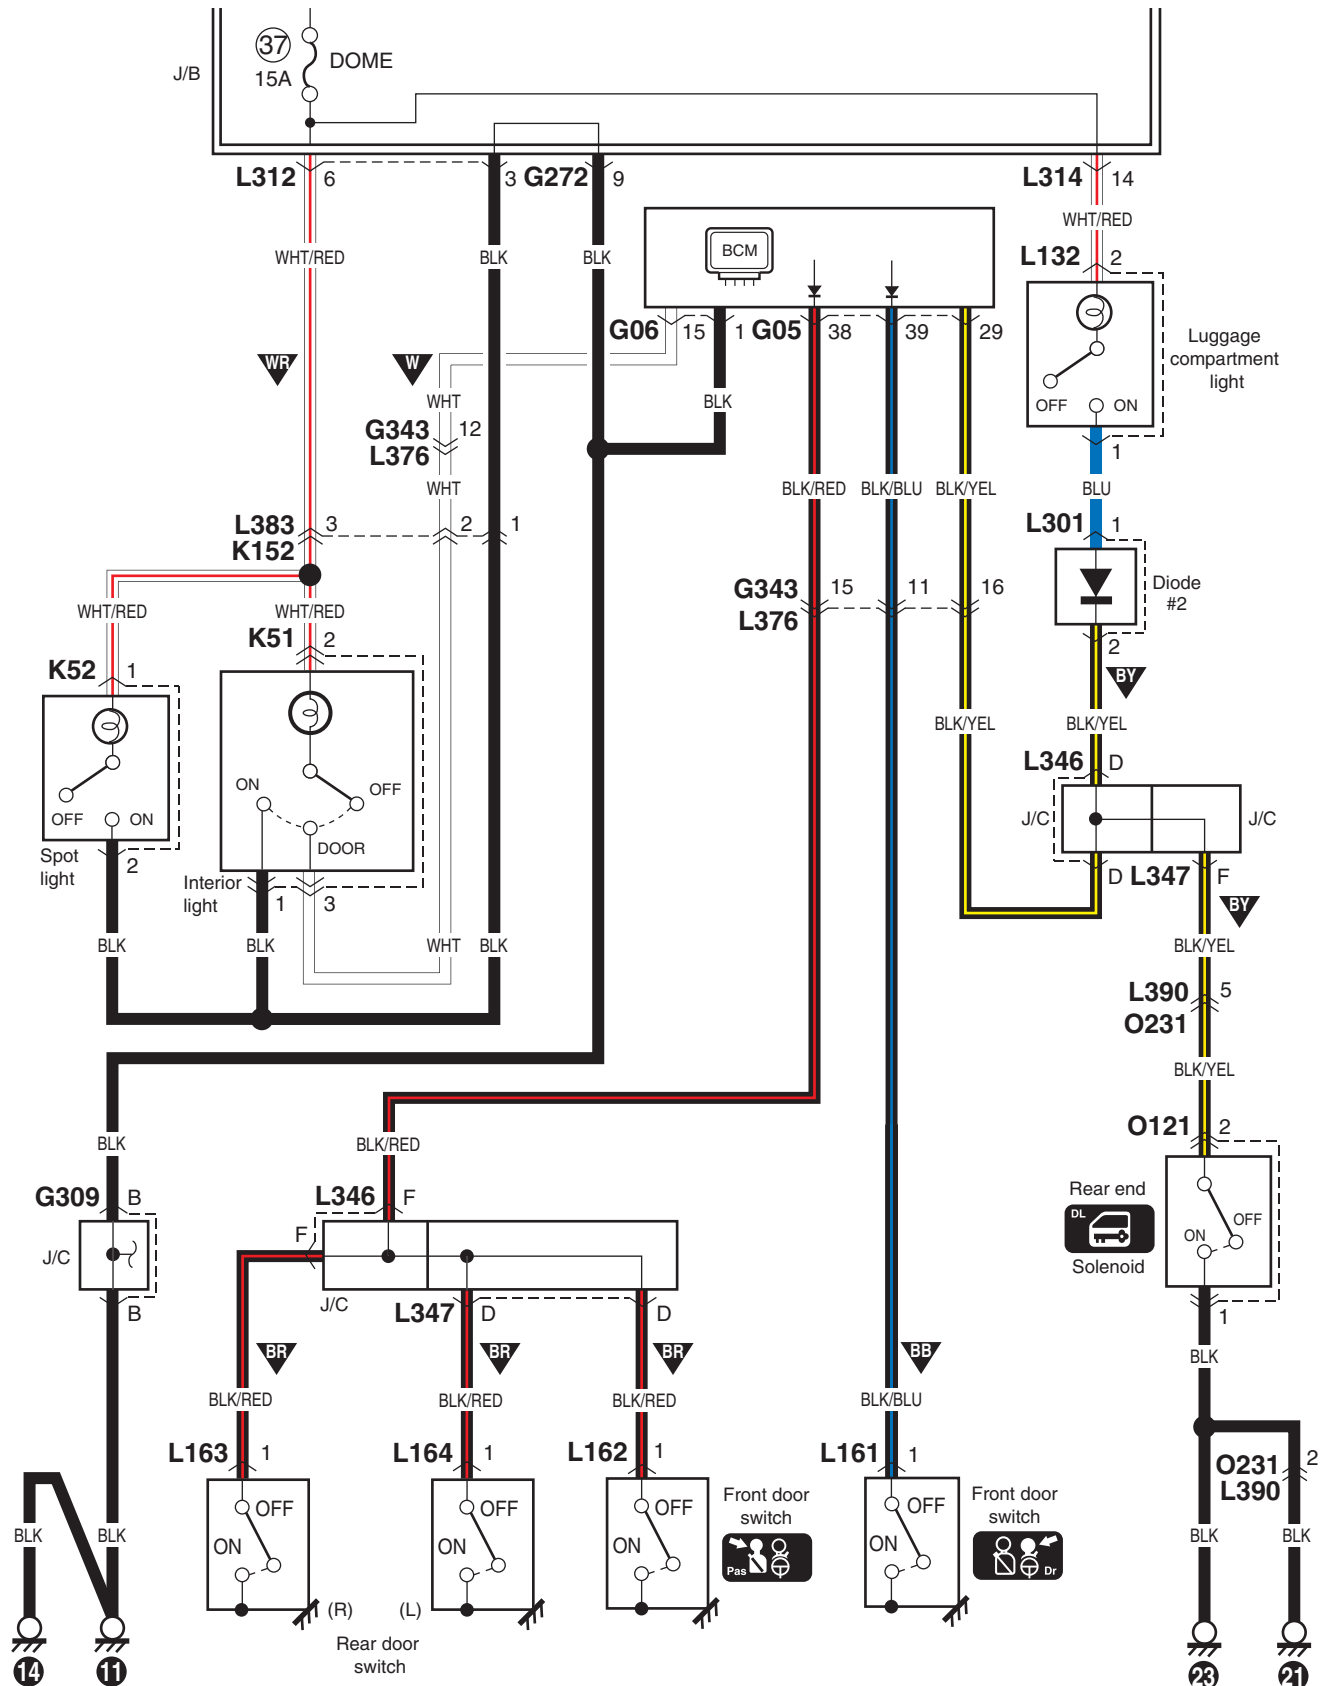 37
DOME
J/B
15A
L312 6
3 G272 9
L314 14
WHT/RED
BCM
L132 2
WHT/RED BLK BLK
G06 15 1 G05 38 39 29
Luggage
compartment
light
WR W
WHT
BLK
OFF ON
G343 12
L376
1
WHT
BLK/RED BLK/BLU BLK/YEL BLU
L383 3 2 1
K152
L301 1
Diode
#2
G343 15 11 16
L376
WHT/RED WHT/RED
K51 2
2
K52 1
BY
BLK/YEL BLK/YEL
L346 D
ON OFF
OFF ON
DOOR
J/C J/C
Spot
light
2
Interior
light
1 3
D L347 F
BY
BLK BLK WHT BLK
BLK/YEL
L390 5
O231
BLK/YEL
BLK
BLK/RED
O121 2
G309 B
L346 F
Rear end
DL
Solenoid
OFF
ON
F
J/C
J/C
B
L347 D D
1
BR BR BR BB
BLK
BLK/RED BLK/RED BLK/RED BLK/BLU
L163 1
L164 1
L162 1
L161 1
O231 2
L390
OFF
ON
OFF
ON
OFF
ON
Front door
switch
Pas
OFF
ON
Front door
switch
Dr
BLK BLK
BLK BLK
(R) (L)
Rear door
switch
14 11
23 21